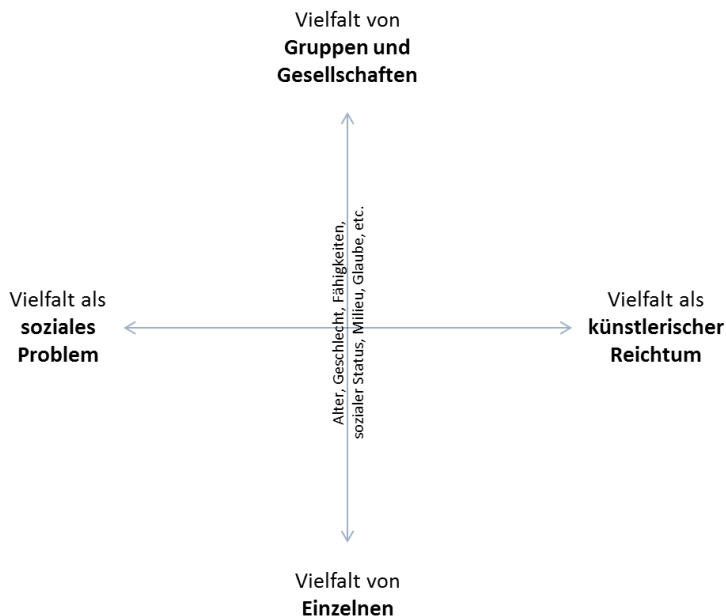 Vielfalt von
Gruppen und
Gesellschaften
Alter, Geschlecht, Fähigkeiten,
sozialer Status, Milieu, Glaube, etc.
Vielfalt als
soziales
Problem
Vielfalt als
künstlerischer
Reichtum
Vielfalt von
Einzelnen